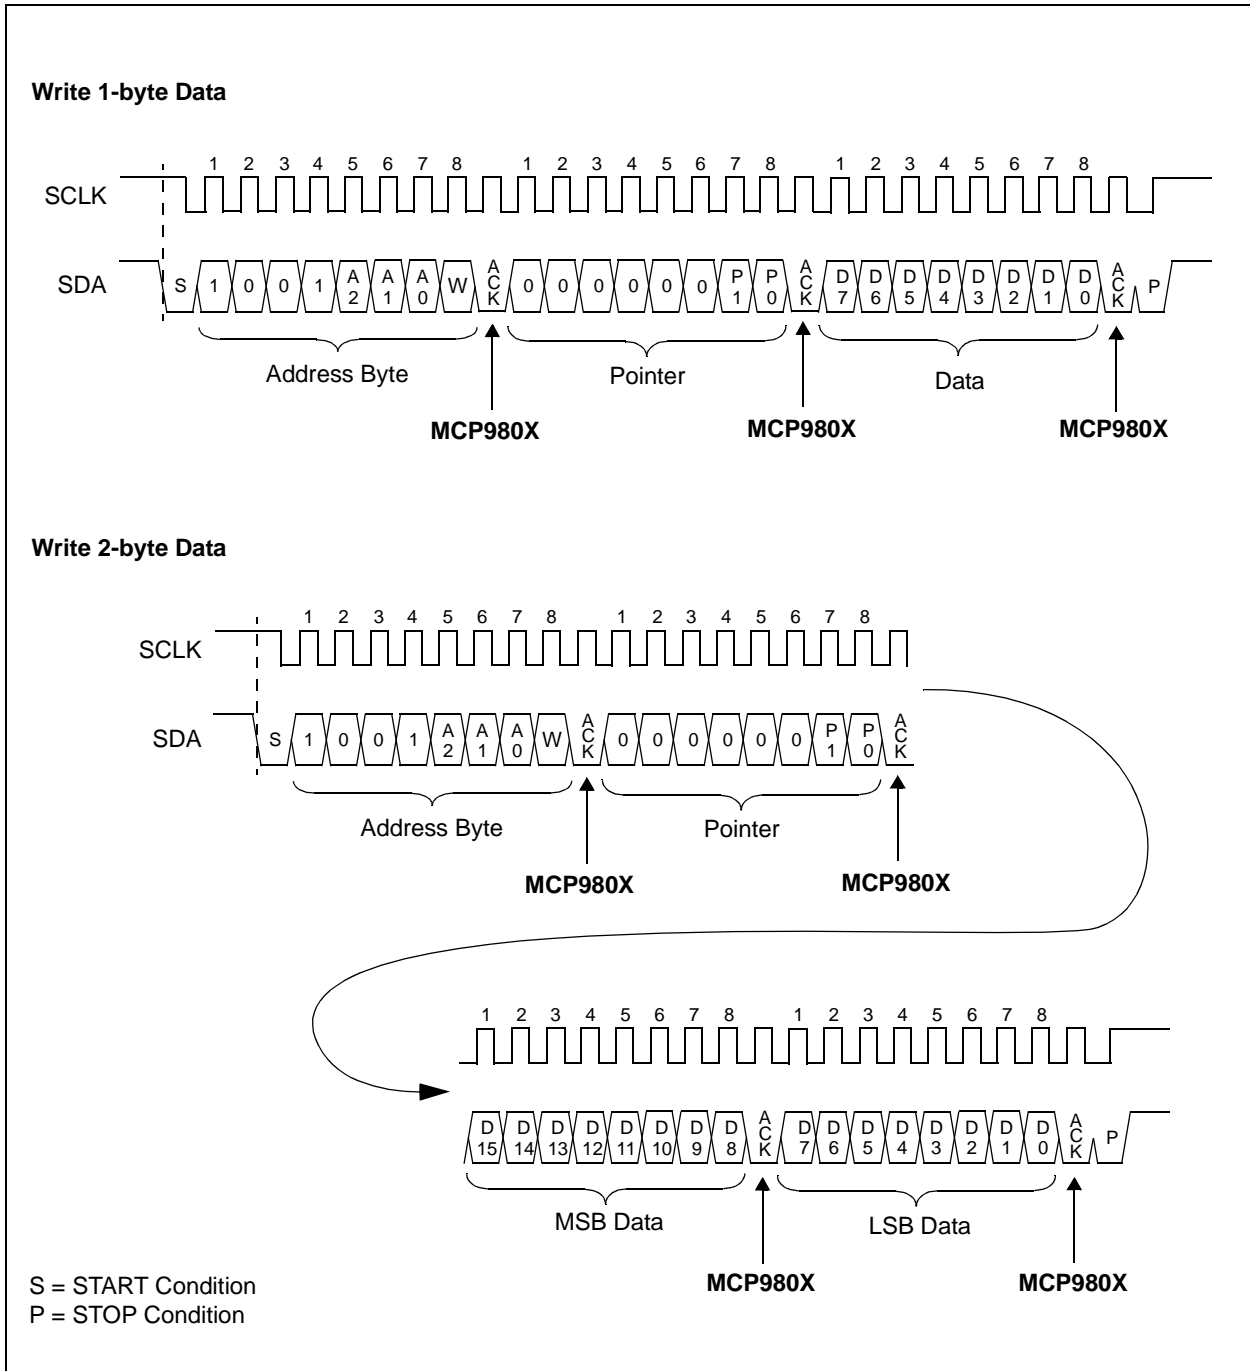 Write 1-byte Data
1 2 3 4 5 6 7 8 1 2 3 4 5 6 7 8 1 2 3 4 5 6 7 8
SCLK
SDA S 1 0 0 1 A2 A1 A0 W ACK 0 0 0 0 0 0 P1 P0 ACK D7 D6 D5 D4 D3 D2 D1 D0 ACK P
Address Byte Pointer Data
MCP980X MCP980X MCP980X
Write 2-byte Data
1 2 3 4 5 6 7 8 1 2 3 4 5 6 7 8
SCLK
SDA S 1 0 0 1 A2 A1 A0 W ACK 0 0 0 0 0 0 P1 P0 ACK
Address Byte Pointer
MCP980X MCP980X
1 2 3 4 5 6 7 8 1 2 3 4 5 6 7 8
D15 D14 D13 D12 D11 D10 D9 D8 ACK D7 D6 D5 D4 D3 D2 D1 D0 ACK P
MSB Data LSB Data
MCP980X MCP980X
S = START Condition
P = STOP Condition